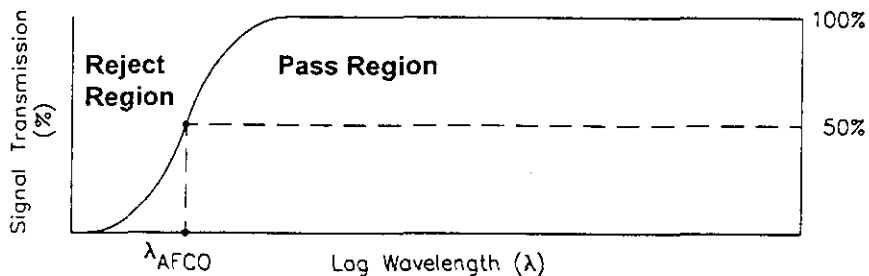 Signal Transmission
(%)
Reject
Region
Pass Region
100%
50%
λAFCO
Log Wavelength (λ)